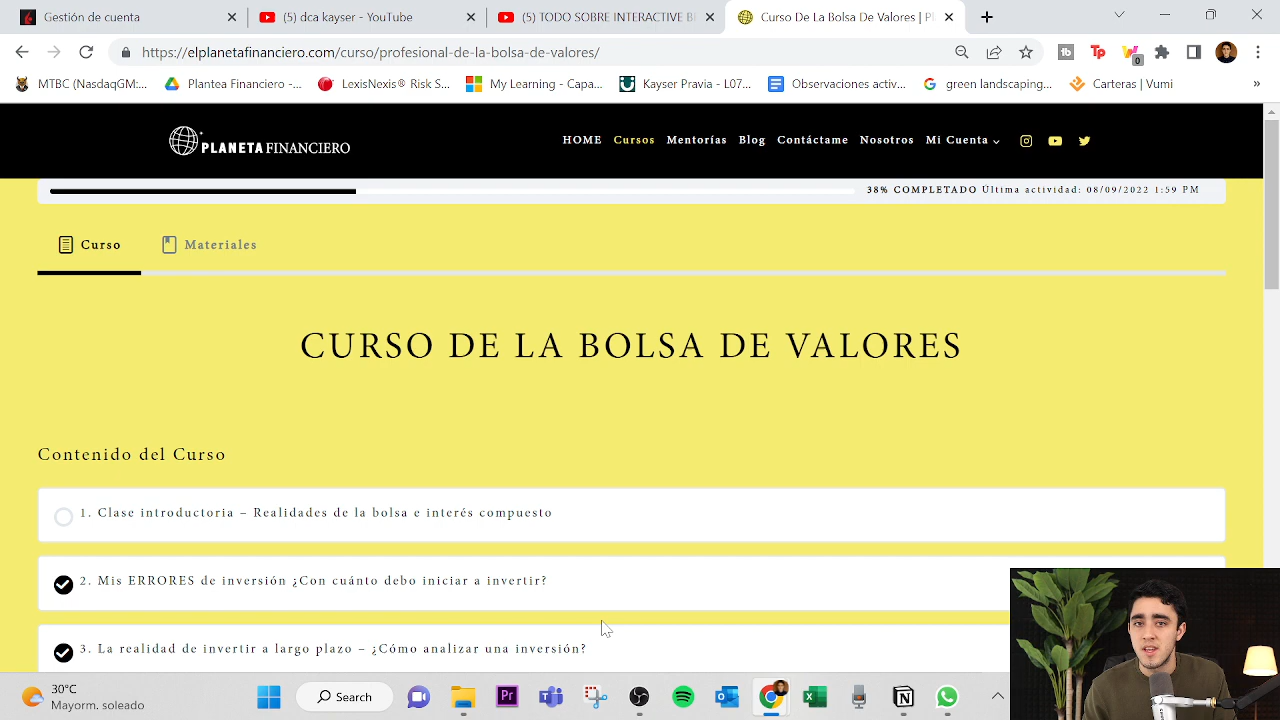 Gestión de cuenta
(5) dca kayser - YouTube
(5) TODO SOBRE INTERACTIVE B
Curso De La Bolsa De Valores | P
https://elplanetafinanciero.com/curso/profesional-de-la-bolsa-de-valores/
MTBC (NasdaqGM:...
Planetea Financiero...
LexisNexis® Risk S...
My Learning - Capa...
Kayser Pravia - L07...
Observaciones activ...
green landscaping...
Carteras | Vumi
»
PLANETA FINANCIERO
HOME Cursos Mentorías Blog Contáctame Nosotros Mi Cuenta
38% COMPLETADO Última actividad: 08/09/2022 1:59 PM
Curso
Materiales
CURSO DE LA BOLSA DE VALORES
Contenido del Curso
1. Clase introductoria – Realidades de la bolsa e interés compuesto
2. Mis ERRORES de inversión ¿Con cuánto debo iniciar a invertir?
3. La realidad de invertir a largo plazo – ¿Cómo analizar una inversión?
30°C
Mayorm. soleado
Search